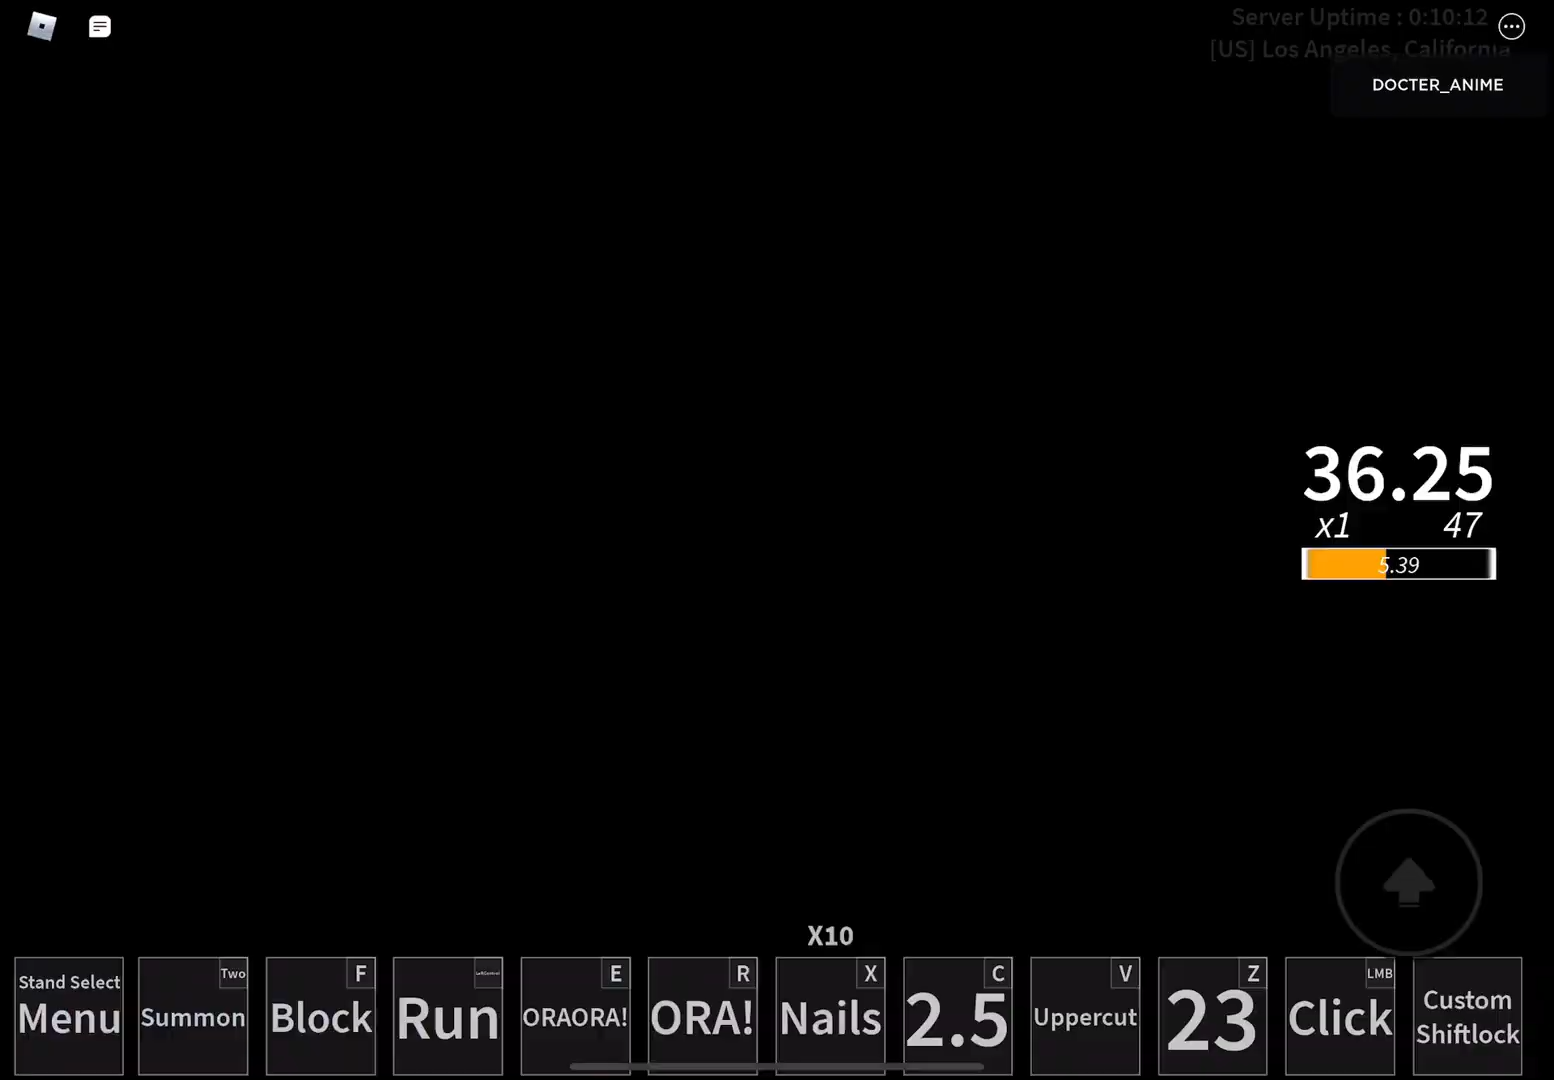 Server Uptime : 0:10:12
[US] Los Angeles, California
DOCTER_ANIME
36.25
x1 47
5.39
X10
Stand Select
Menu
Two
Summon
F
Block
LeftControl
Run
E
ORAORA!
R
ORA!
X
Nails
C
2.5
V
Uppercut
Z
23
LMB
Click
Custom
Shiftlock